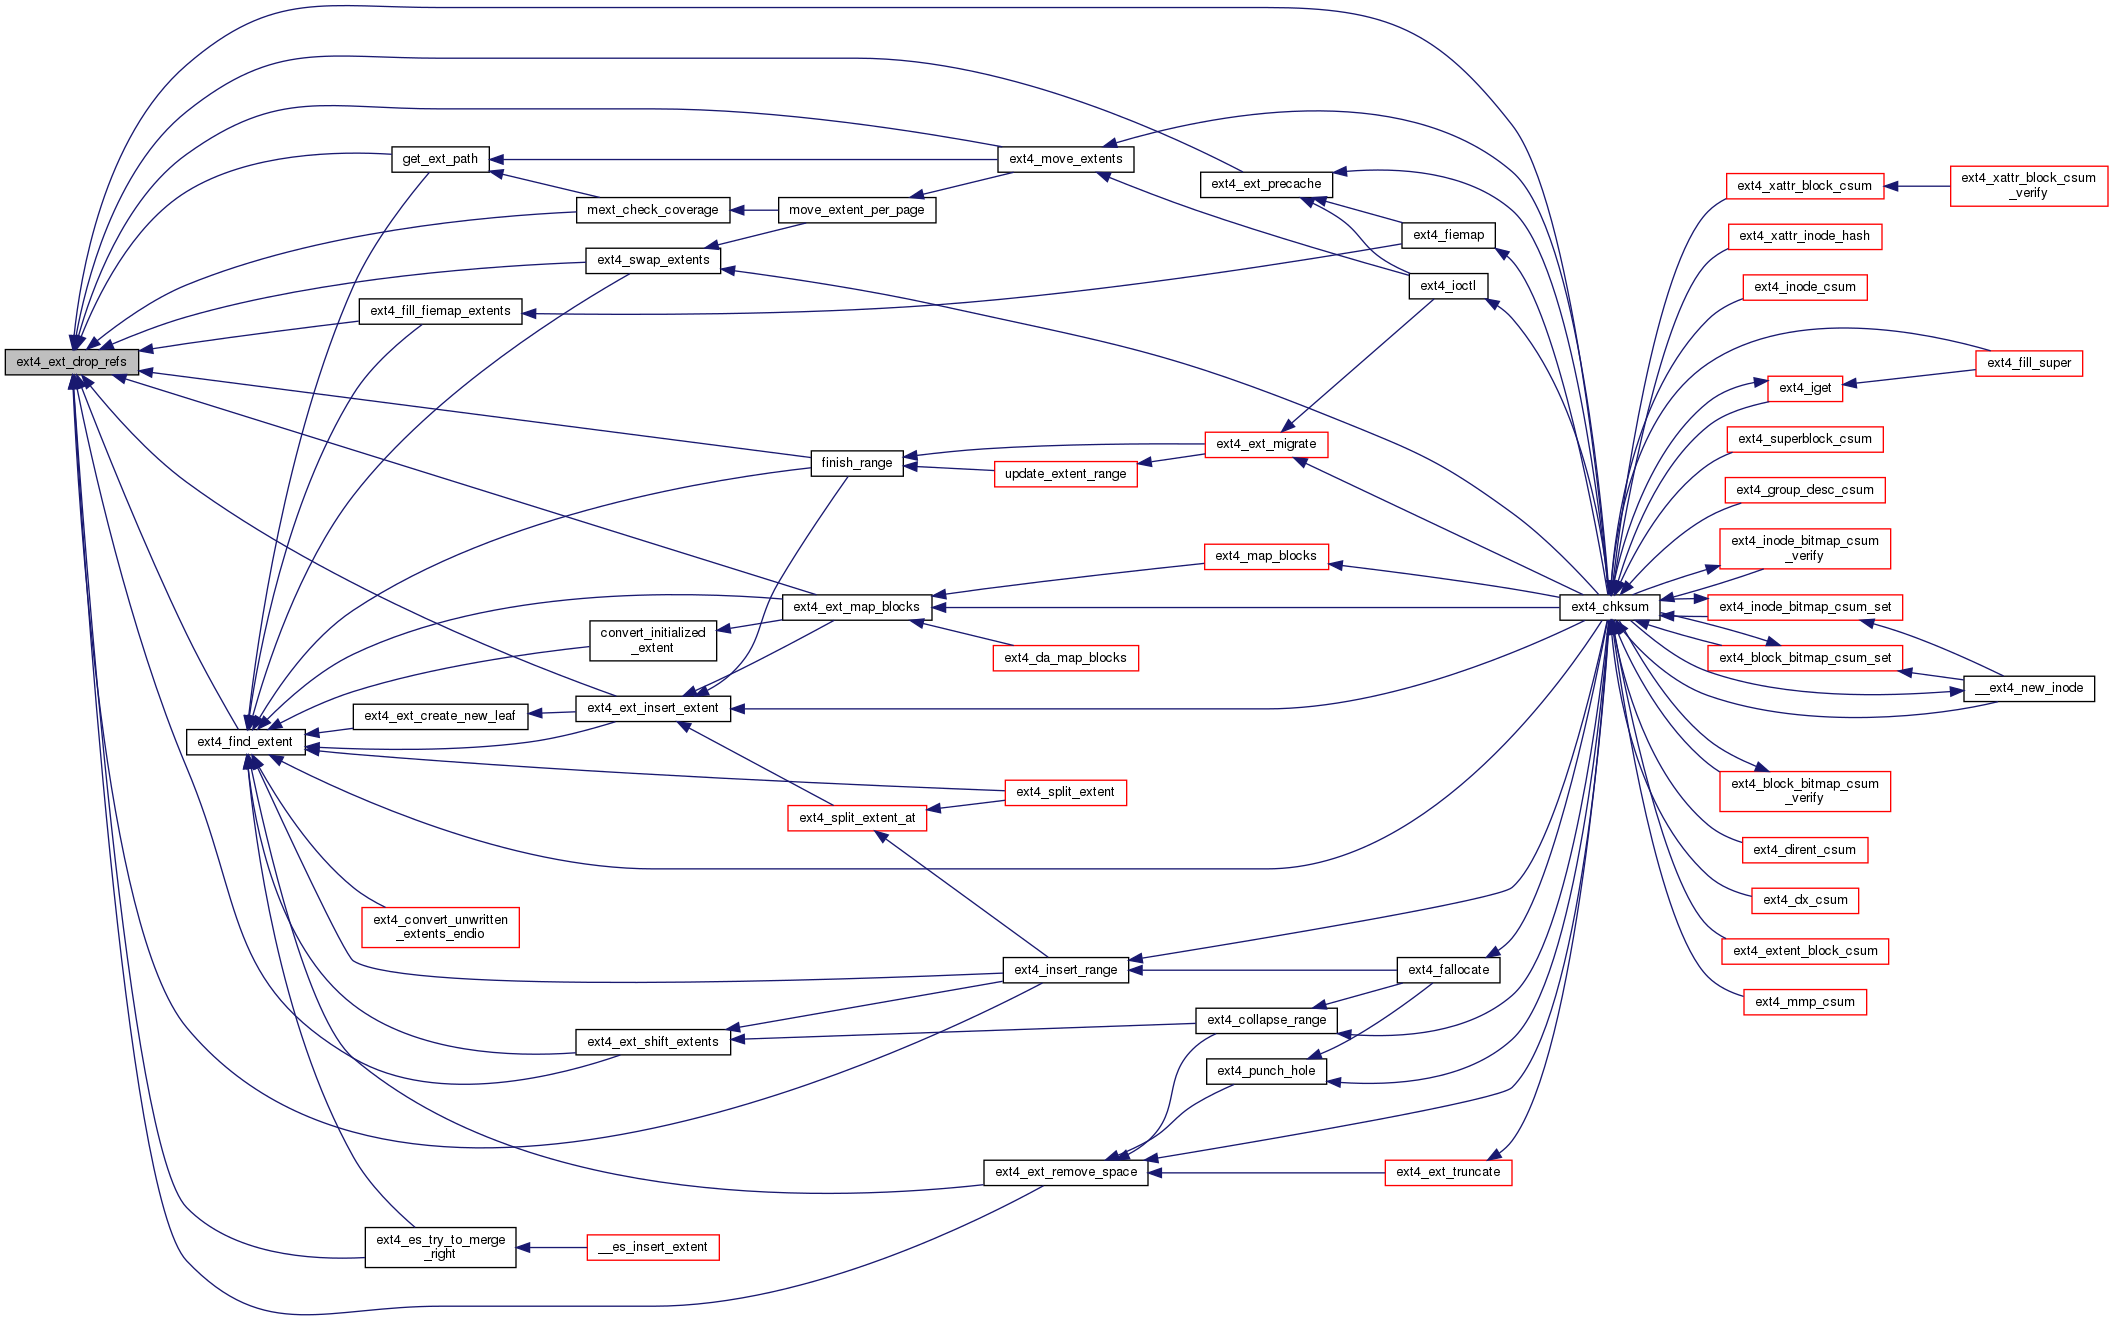 ext4_ext_drop_refs
get_ext_path
mext_check_coverage
ext4_swap_extents
ext4_fill_fiemap_extents
ext4_find_extent
convert_initialized
_extent
ext4_ext_create_new_leaf
ext4_ext_insert_extent
ext4_convert_unwritten
_extents_endio
ext4_ext_shift_extents
ext4_es_try_to_merge
_right
__es_insert_extent
move_extent_per_page
finish_range
ext4_ext_map_blocks
ext4_split_extent_at
ext4_move_extents
update_extent_range
ext4_da_map_blocks
ext4_split_extent
ext4_insert_range
ext4_ext_remove_space
ext4_ext_precache
ext4_ext_migrate
ext4_map_blocks
ext4_collapse_range
ext4_punch_hole
ext4_fiemap
ext4_ioctl
ext4_fallocate
ext4_ext_truncate
ext4_chksum
ext4_xattr_block_csum
ext4_xattr_inode_hash
ext4_inode_csum
ext4_iget
ext4_superblock_csum
ext4_group_desc_csum
ext4_inode_bitmap_csum
_verify
ext4_inode_bitmap_csum_set
ext4_block_bitmap_csum_set
ext4_block_bitmap_csum
_verify
ext4_dirent_csum
ext4_dx_csum
ext4_extent_block_csum
ext4_mmp_csum
ext4_xattr_block_csum
_verify
ext4_fill_super
__ext4_new_inode